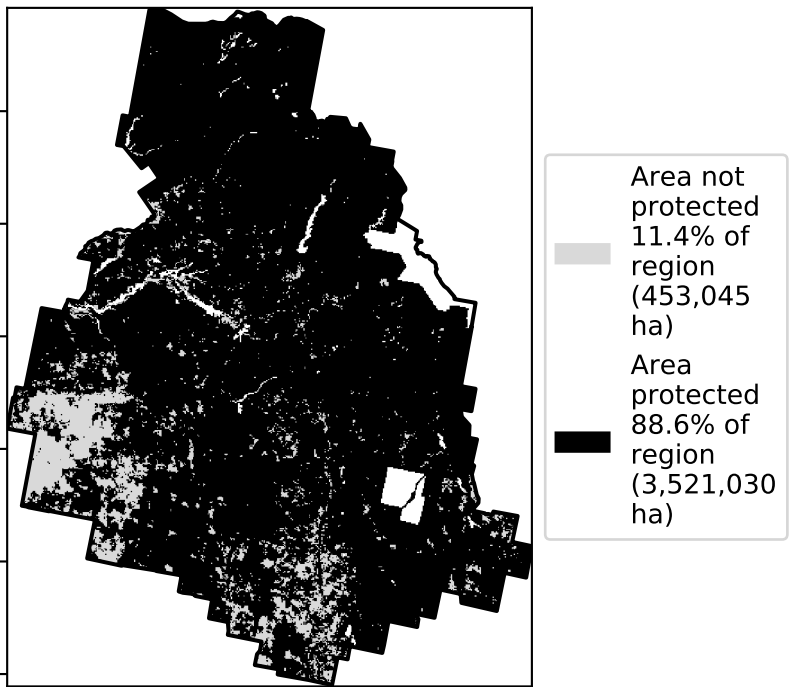 Area not
protected
11.4% of
region
(453,045
ha)
Area
protected
88.6% of
region
(3,521,030
ha)